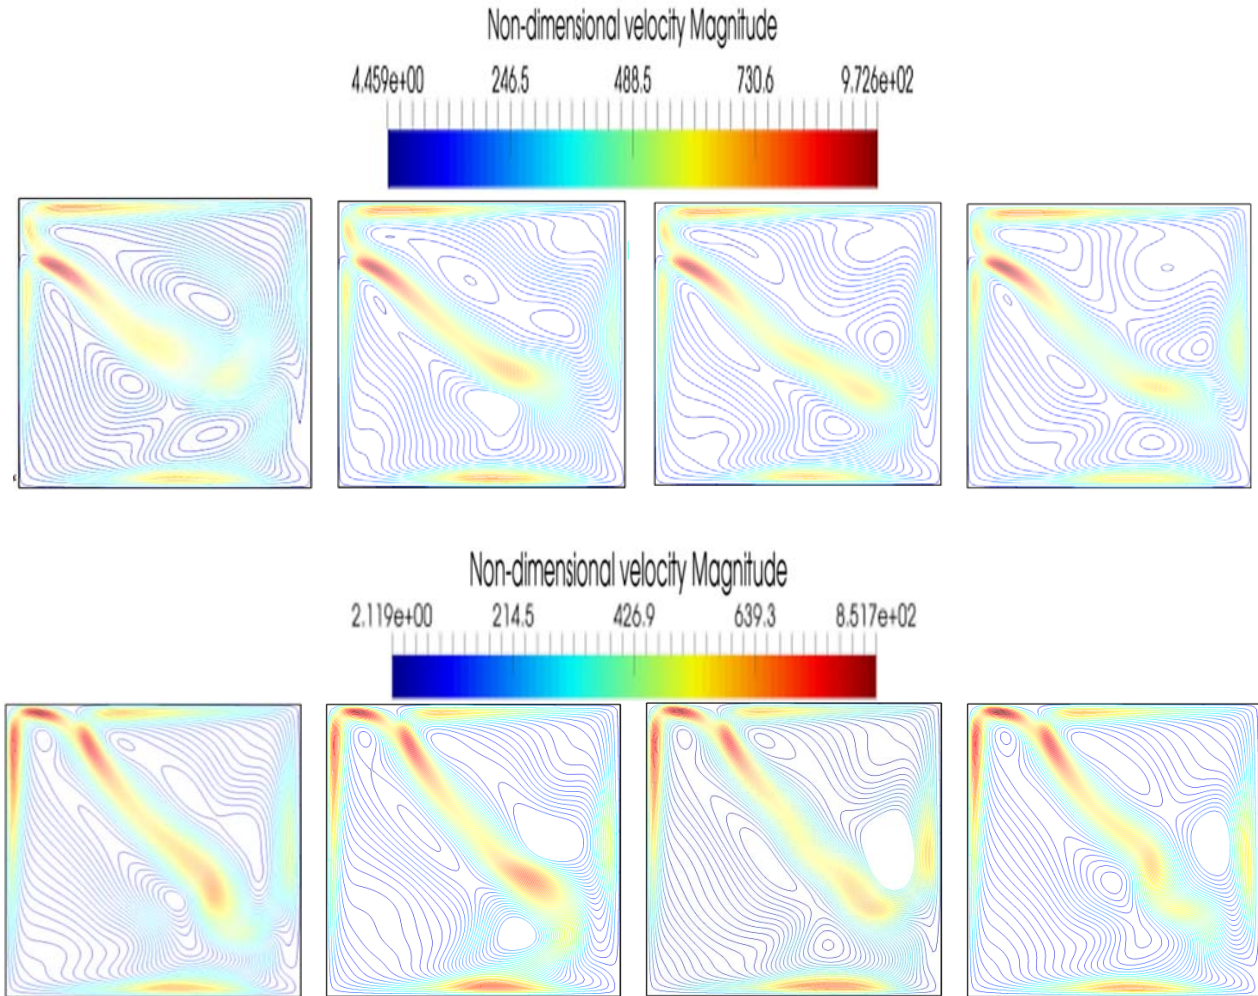 Non-dimensional velocity Magnitude
4.459e+00 246.5 488.5 730.6 9.726e+02
Non-dimensional velocity Magnitude
2.119e+00 214.5 426.9 639.3 8.517e+02